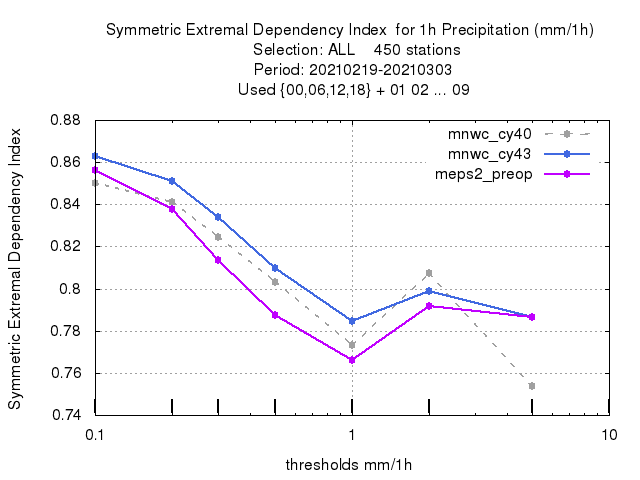 Symmetric Extremal Dependency Index  for 1h Precipitation (mm/1h)
Selection: ALL    450 stations
Period: 20210219-20210303
Used {00,06,12,18} + 01 02 ... 09
Symmetric Extremal Dependency Index
0.88
0.86
0.84
0.82
0.8
0.78
0.76
0.74
mnwc_cy40
mnwc_cy43
meps2_preop
0.1
1
10
thresholds mm/1h